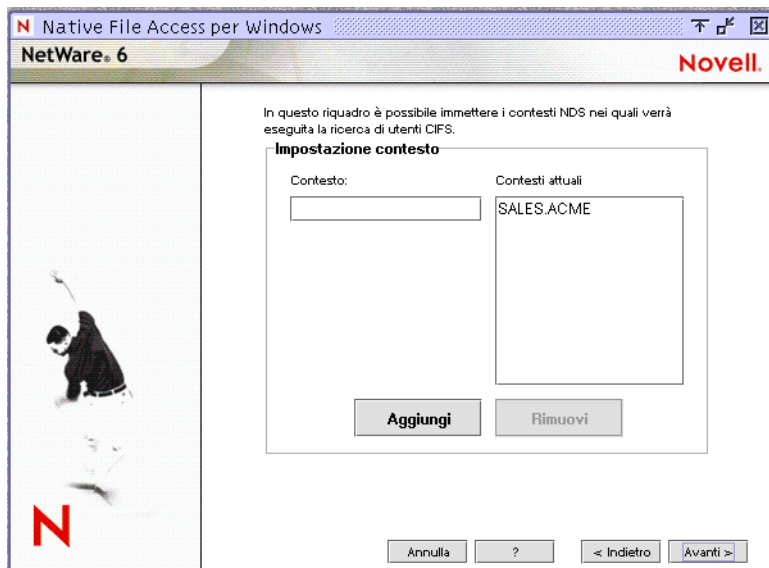 N Native File Access per Windows
NetWare® 6
Novell.
In questo riquadro è possibile immettere i contesti NDS nei quali verrà
eseguita la ricerca di utenti CIFS.
Impostazione contesto
Contesto:
Contesti attuali
SALES.ACME
Aggiungi
Rimuovi
N
Annulla
?
< Indietro
Avanti >